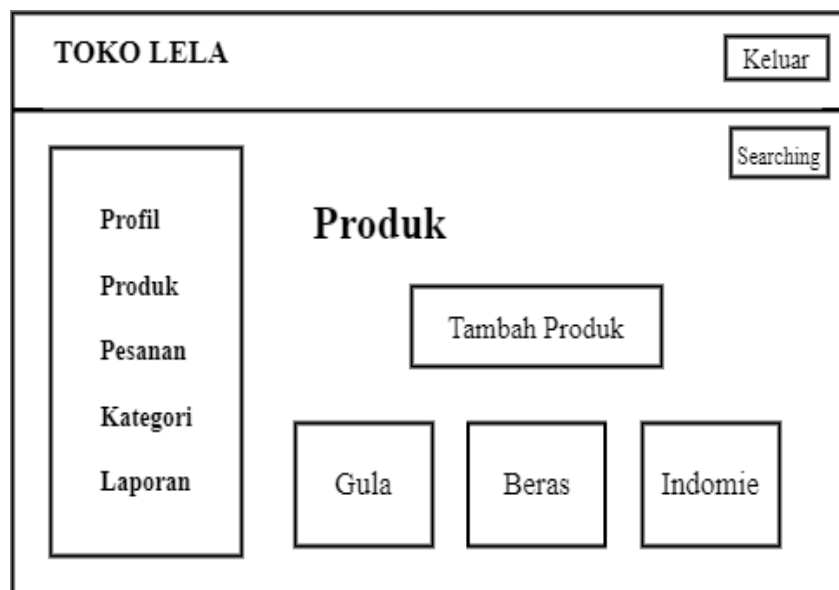 TOKO LELA
Keluar
Searching
Profil
Produk
Pesanan
Kategori
Laporan
Produk
Tambah Produk
Gula
Beras
Indomie